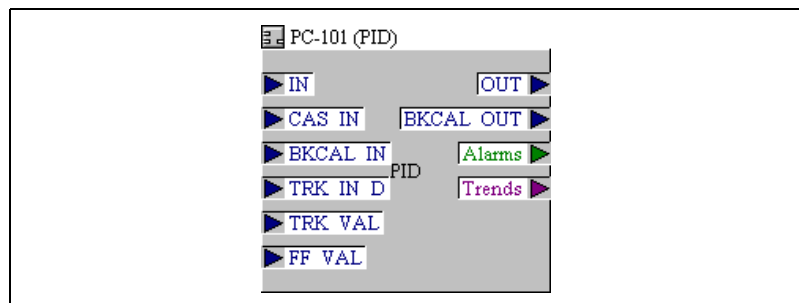 PC-101 (PID)
IN OUT
CAS IN BKCAL OUT
BKCAL IN Alarms
PID
TRK IN D Trends
TRK VAL
FF VAL